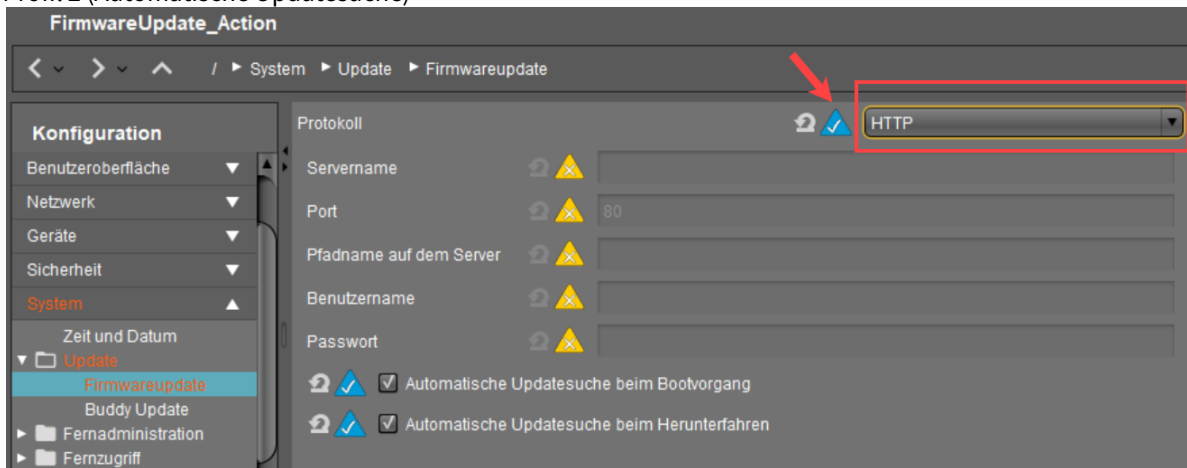 FirmwareUpdate_Action
/ System Update Firmwareupdate
Konfiguration
Benutzeroberfläche
Netzwerk
Geräte
Sicherheit
System
Zeit und Datum
Update
Firmwareupdate
Buddy Update
Fernadministration
Fernzugriff
Protokoll HTTP
Servername
Port 80
Pfadname auf dem Server
Benutzername
Passwort
Automatische Updatesuche beim Bootvorgang
Automatische Updatesuche beim Herunterfahren